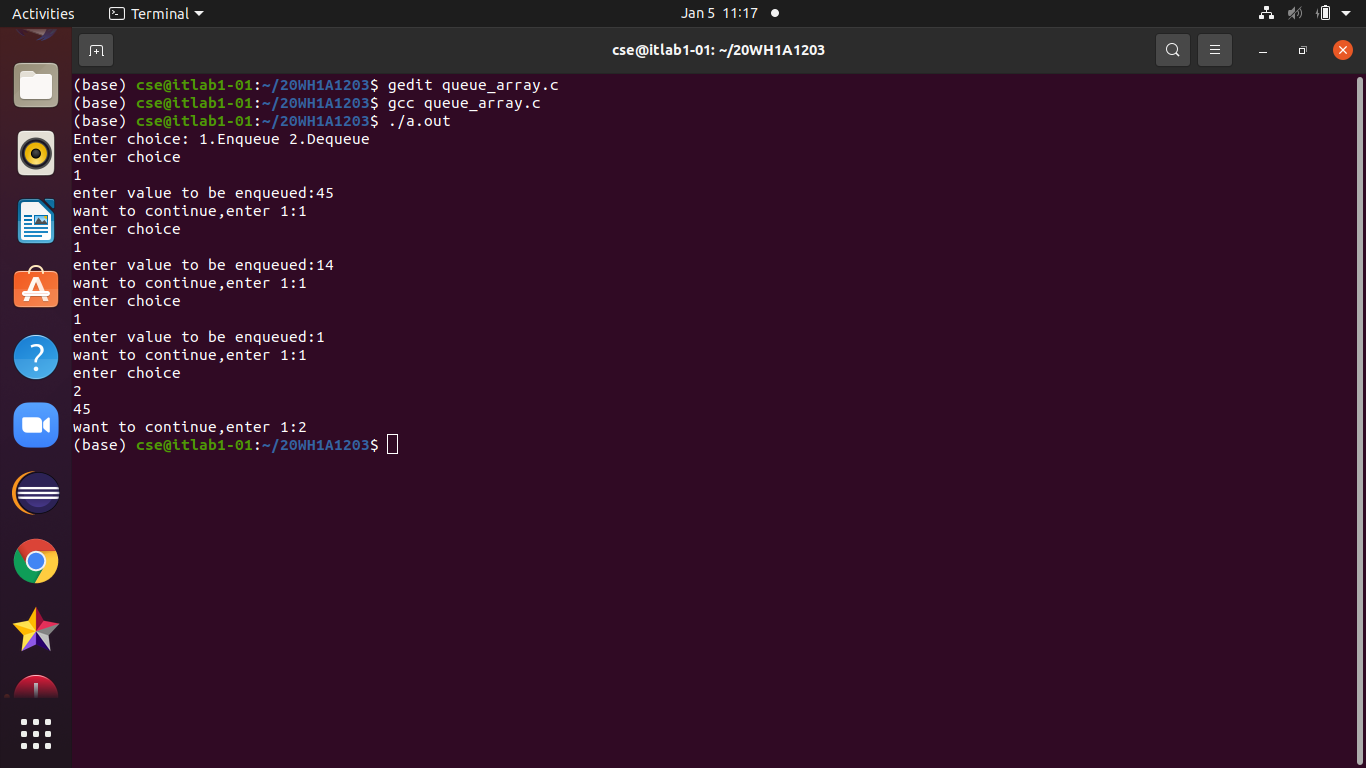 Activities Terminal Jan 5 11:17
cse@itlab1-01: ~/20WH1A1203
(base) cse@itlab1-01:~/20WH1A1203$ gedit queue_array.c
(base) cse@itlab1-01:~/20WH1A1203$ gcc queue_array.c
(base) cse@itlab1-01:~/20WH1A1203$ ./a.out
Enter choice: 1.Enqueue 2.Dequeue
enter choice
1
enter value to be enqueued:45
want to continue,enter 1:1
enter choice
1
enter value to be enqueued:14
want to continue,enter 1:1
enter choice
1
enter value to be enqueued:1
want to continue,enter 1:1
enter choice
2
45
want to continue,enter 1:2
(base) cse@itlab1-01:~/20WH1A1203$